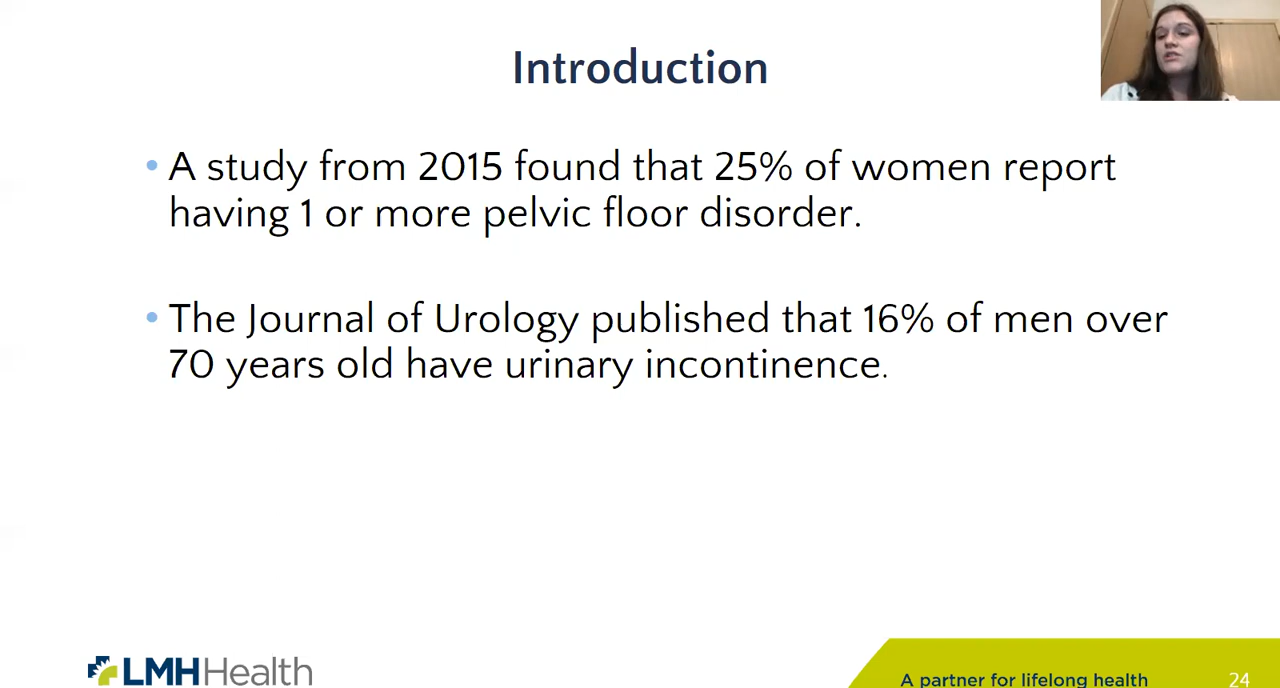 Introduction
• A study from 2015 found that 25% of women report
having 1 or more pelvic floor disorder.
• The Journal of Urology published that 16% of men over
70 years old have urinary incontinence.
LMH Health
A partner for lifelong health
24